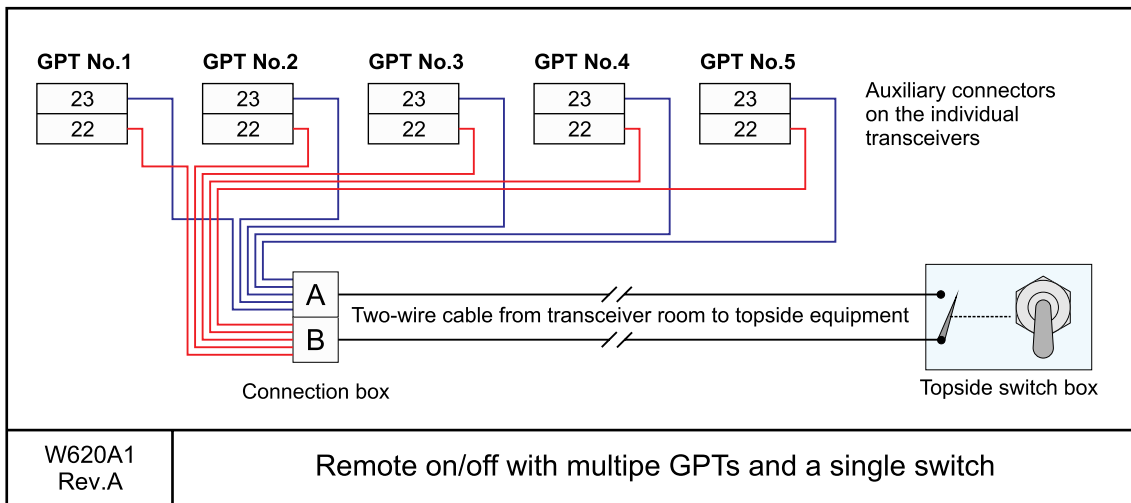 GPT No.1 GPT No.2 GPT No.3 GPT No.4 GPT No.5
23 23 23 23 23
22 22 22 22 22
Auxiliary connectors
on the individual
transceivers
A
Two-wire cable from transceiver room to topside equipment
B
Connection box
Topside switch box
W620A1
Rev.A
Remote on/off with multipe GPTs and a single switch